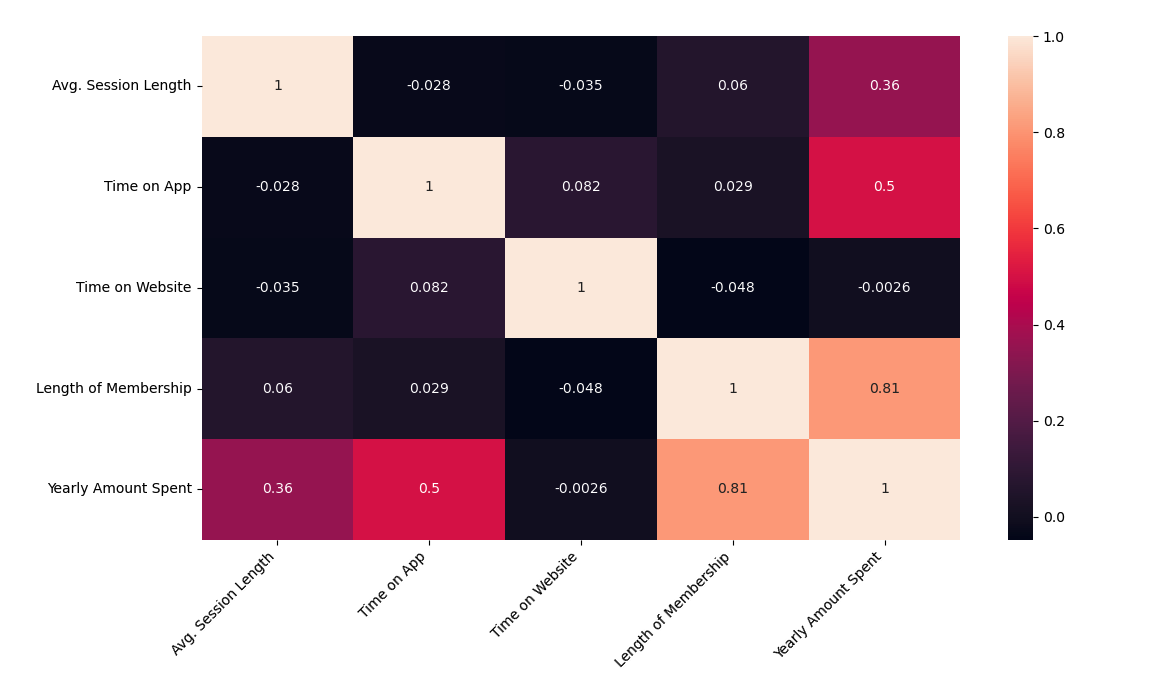 Avg. Session Length 1 -0.028 -0.035 0.06 0.36
Time on App -0.028 1 0.082 0.029 0.5
Time on Website -0.035 0.082 1 -0.048 -0.0026
Length of Membership 0.06 0.029 -0.048 1 0.81
Yearly Amount Spent 0.36 0.5 -0.0026 0.81 1
Avg. Session Length Time on App Time on Website Length of Membership Yearly Amount Spent
1.0
0.8
0.6
0.4
0.2
0.0